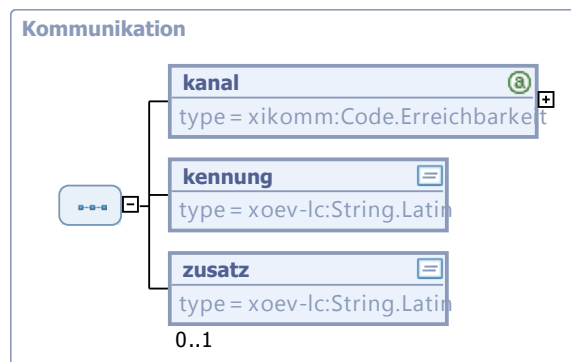 Kommunikation
kanal
type = xikomm:Code.Erreichbarkeit
kennung
type = xoev-lc:String.Latin
zusatz
type = xoev-lc:String.Latin
0..1